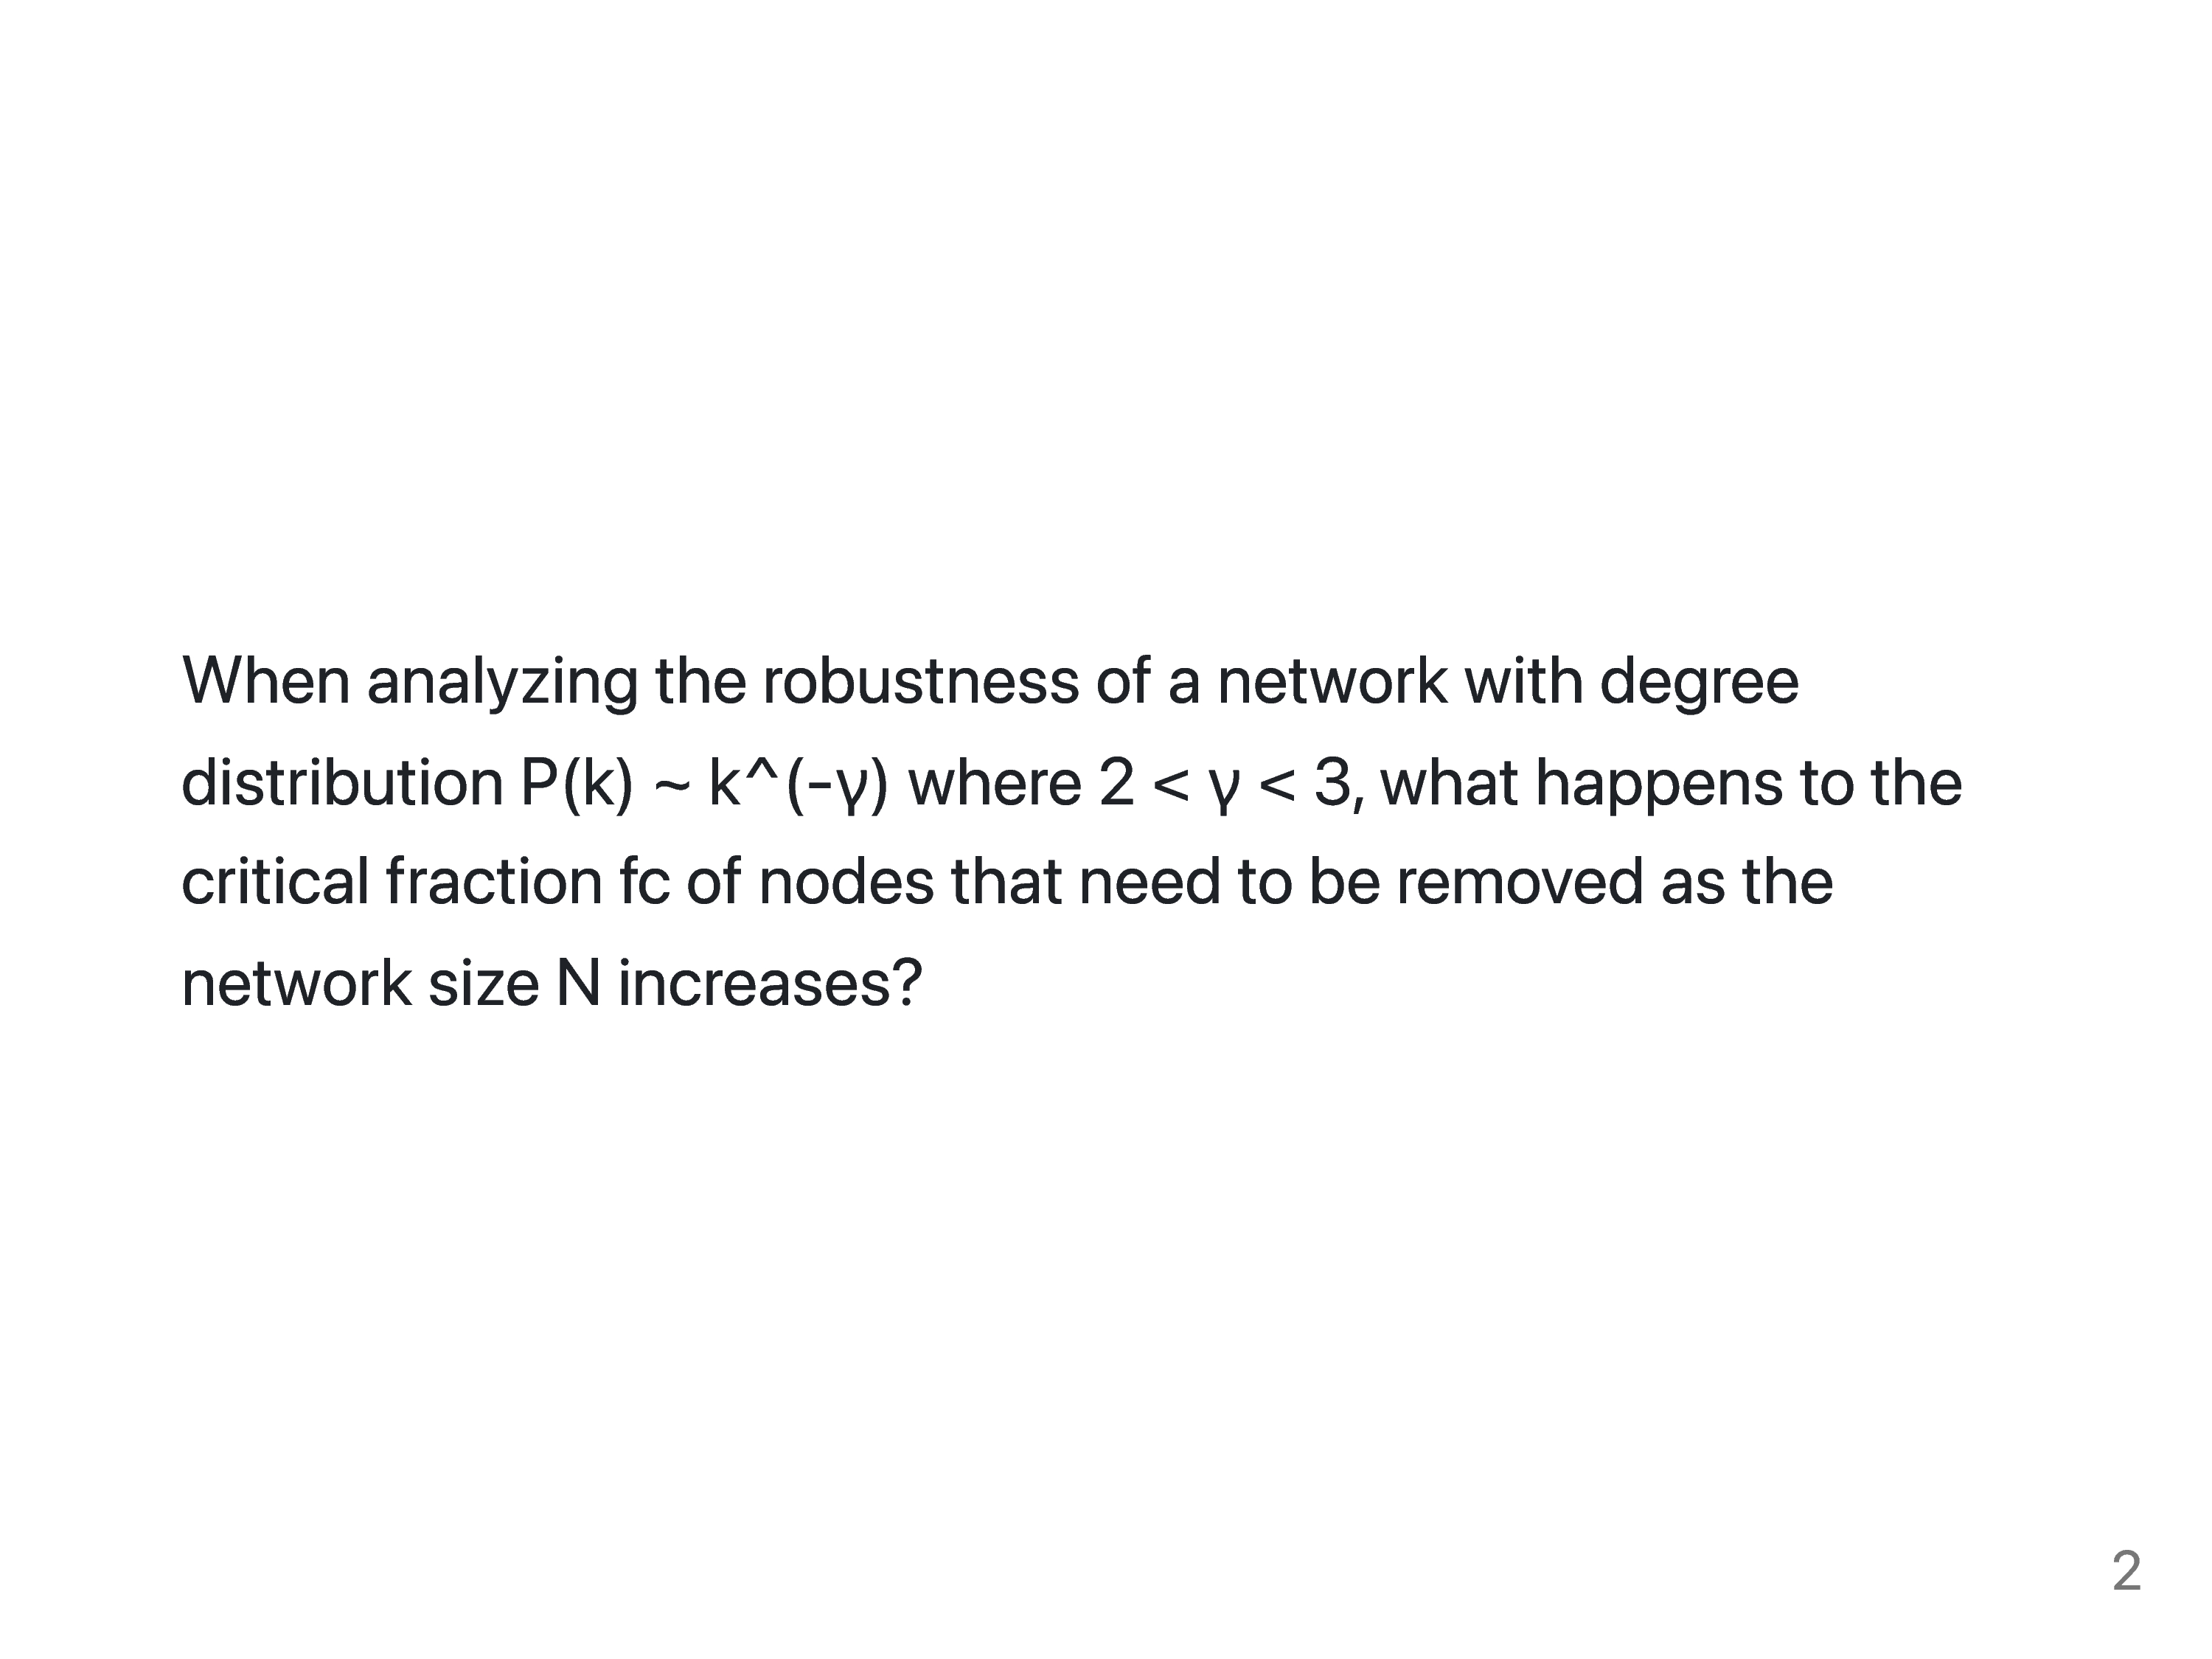 When analyzing the robustness of a network with degree
distribution P(k) ~ k^(-γ) where 2 < γ < 3, what happens to the
critical fraction fc of nodes that need to be removed as the
network size N increases?
2